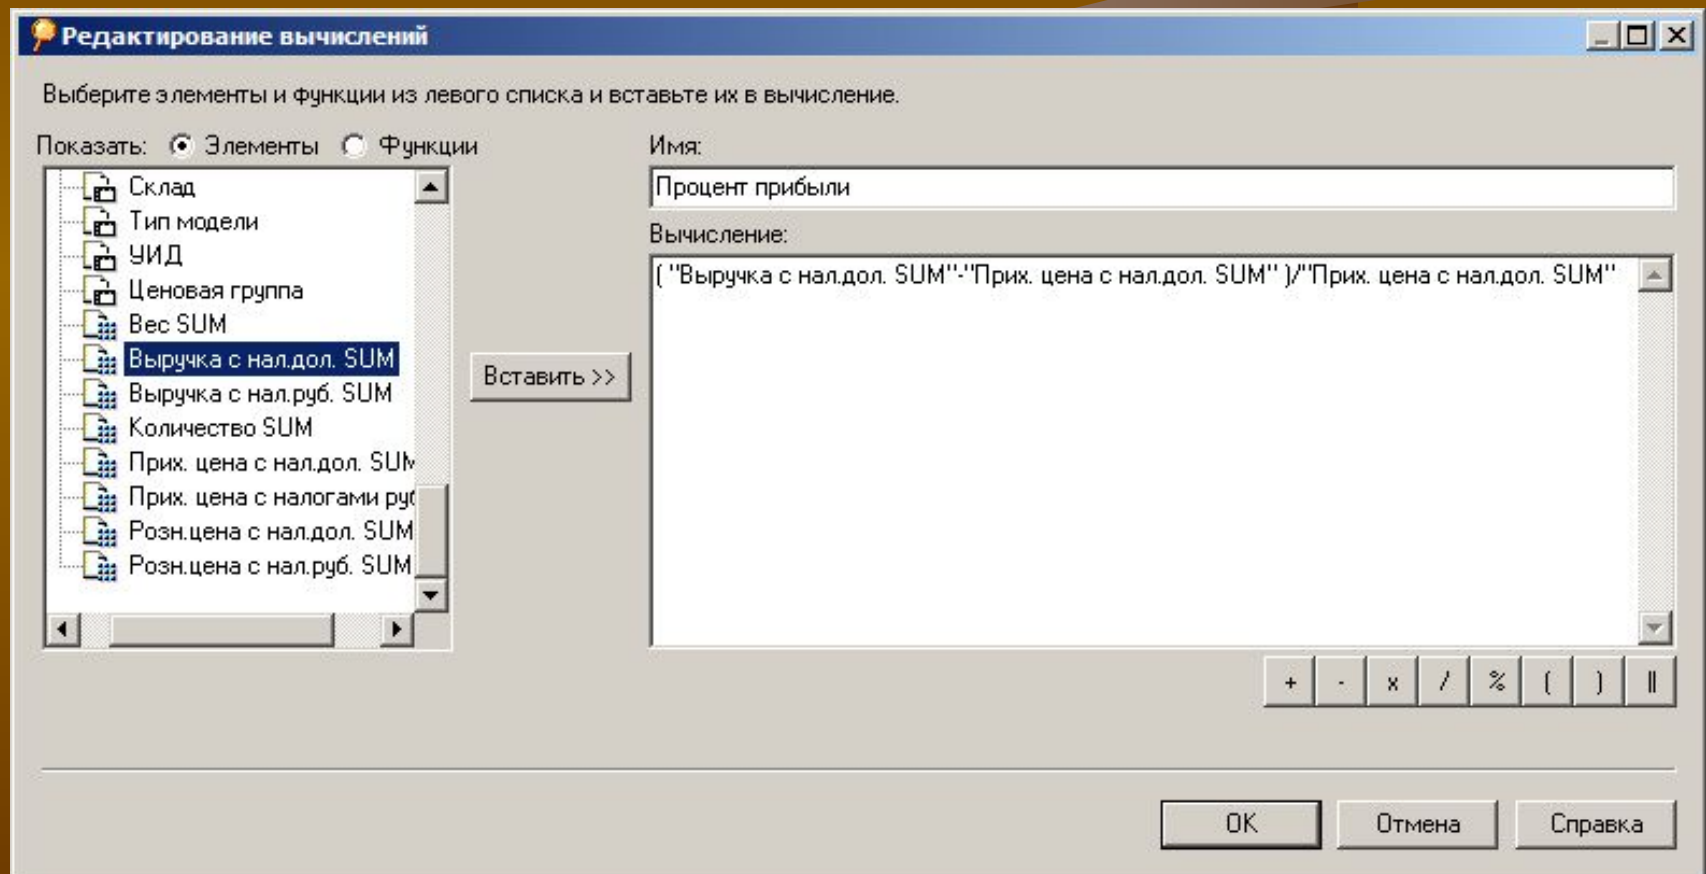 Редактирование вычислений
Выберите элементы и функции из левого списка и вставьте их в вычисление.
Показать: Элементы Функции
Склад
Тип модели
УИД
Ценовая группа
Вес SUM
Выручка с нал.дол. SUM
Выручка с нал.руб. SUM
Количество SUM
Прих. цена с нал.дол. SUM
Прих. цена с налогами руб
Розн.цена с нал.дол. SUM
Розн.цена с нал.руб. SUM
Вставить >>
Имя:
Процент прибыли
Вычисление:
( "Выручка с нал.дол. SUM"-"Прих. цена с нал.дол. SUM" )/"Прих. цена с нал.дол. SUM"
+ - x / % ( ) ||
OK Отмена Справка